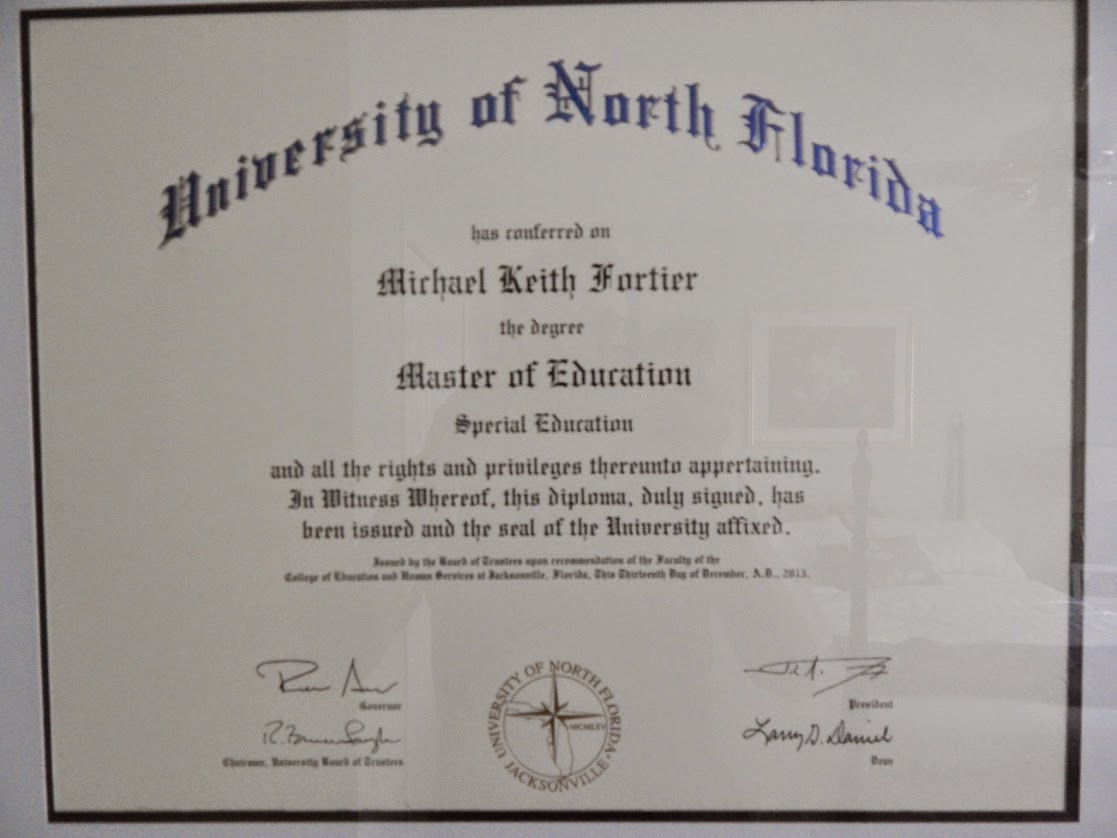 University of North Florida
has conferred on
Michael Keith Fortier
the degree
Master of Education
Special Education
and all the rights and privileges thereunto appertaining.
In Witness Whereof, this diploma, duly signed, has
been issued and the seal of the University affixed.
Issued by the Board of Trustees upon recommendation of the Faculty of the
College of Education and Human Services at Jacksonville, Florida, This Thirteenth Day of December, A.D., 2013.
Governor
Chairman, University Board of Trustees
UNIVERSITY OF NORTH FLORIDA
MCMLXV
JACKSONVILLE
President
Larry D. Daniel
Dean